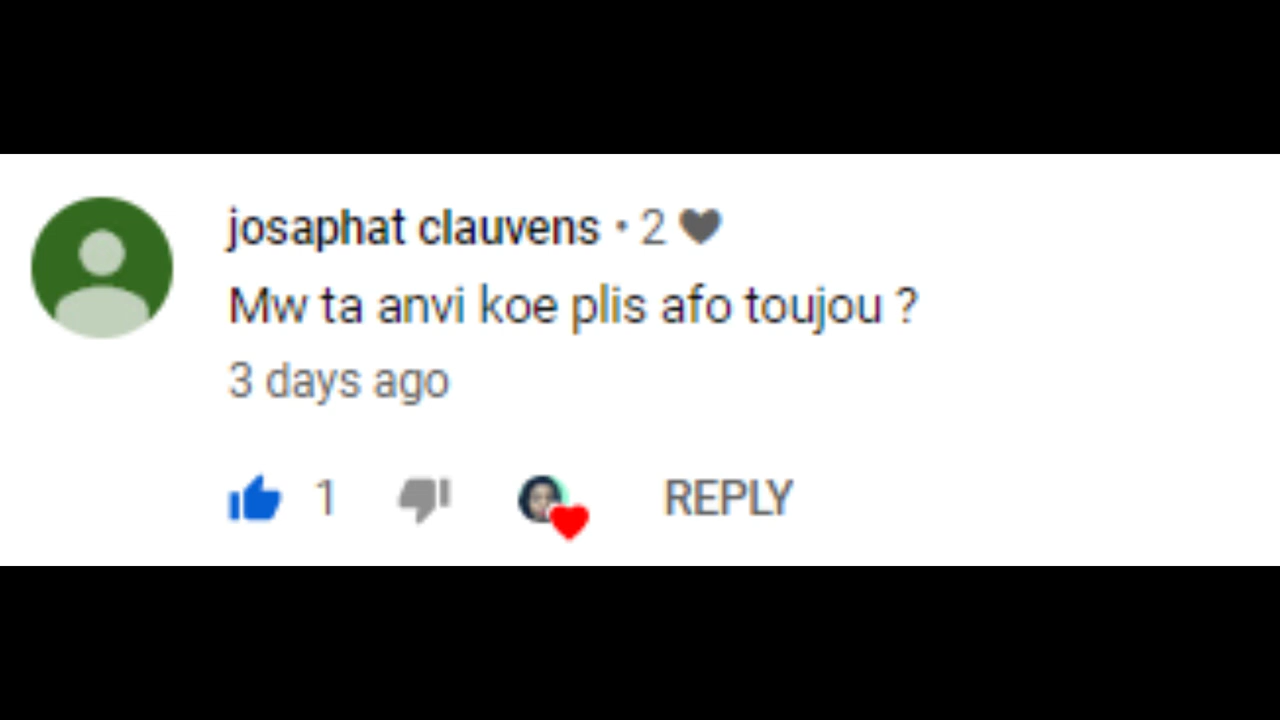 josaphat clauvens • 2 🖤
Mw ta anvi koe plis afo toujou ?
3 days ago
1 REPLY